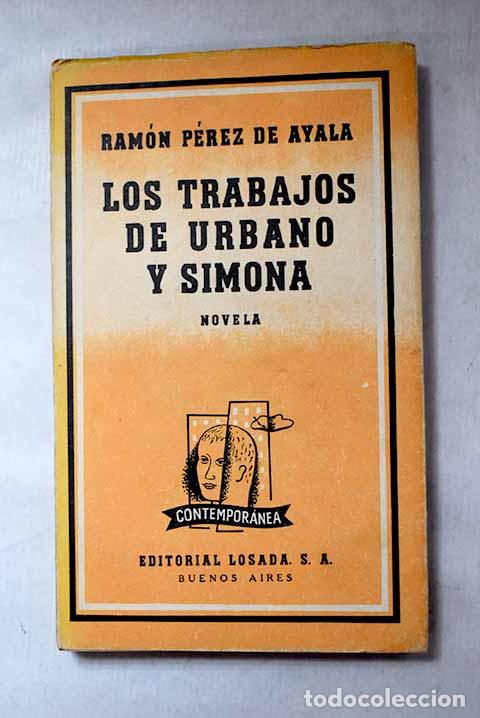 RAMÓN PÉREZ DE AYALA
LOS TRABAJOS
DE URBANO
Y SIMONA
NOVELA
CONTEMPORÁNEA
EDITORIAL LOSADA. S. A.
BUENOS AIRES
todocoleccion